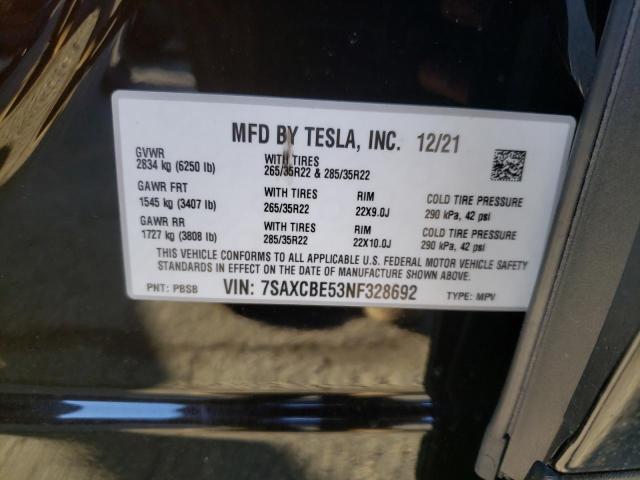 MFD BY TESLA, INC. 12/21
GVWR
2834 kg (6250 lb)
WITH TIRES
265/35R22 & 285/35R22
GAWR FRT
1545 kg (3407 lb)
WITH TIRES
265/35R22
RIM
22X9.0J
COLD TIRE PRESSURE
290 kPa, 42 psi
GAWR RR
1727 kg (3808 lb)
WITH TIRES
285/35R22
RIM
22X10.0J
COLD TIRE PRESSURE
290 kPa, 42 psi
THIS VEHICLE CONFORMS TO ALL APPLICABLE U.S. FEDERAL MOTOR VEHICLE SAFETY
STANDARDS IN EFFECT ON THE DATE OF MANUFACTURE SHOWN ABOVE.
PNT: PBSB VIN: 7SAXCBE53NF328692 TYPE: MPV